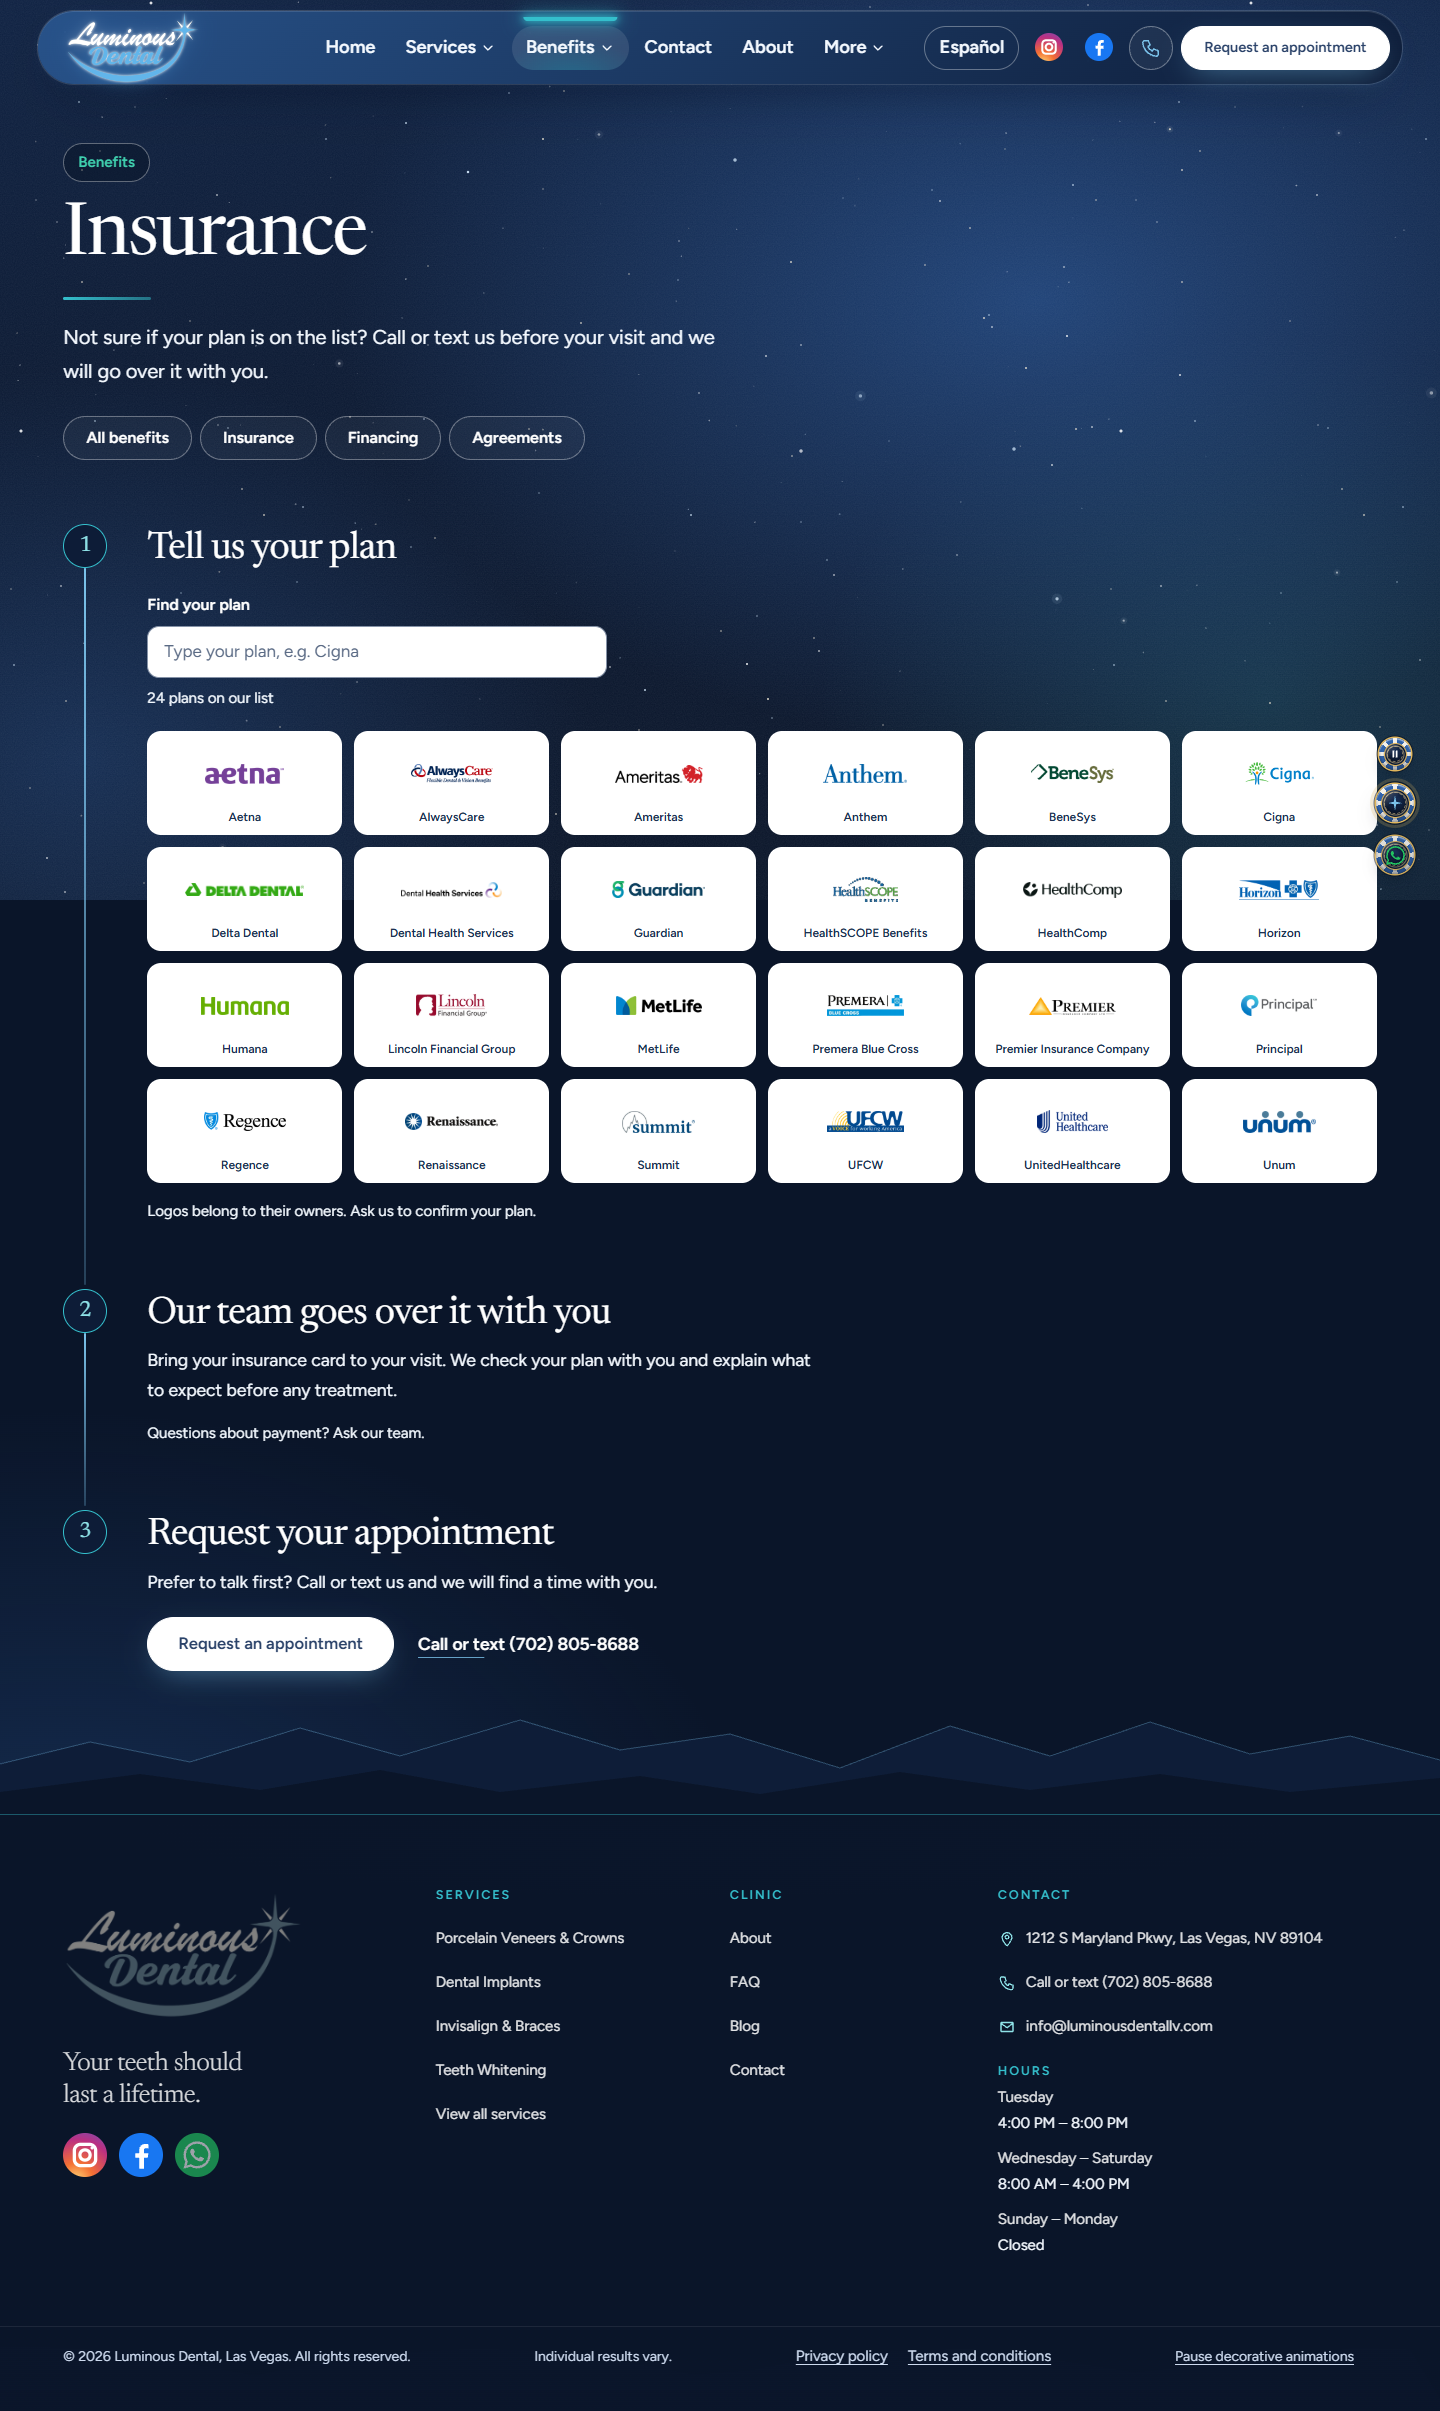 Luminous
Dental
Home
Services
Benefits
Contact
About
More
Español
Request an appointment
Benefits
Insurance
Not sure if your plan is on the list? Call or text us before your visit and we
will go over it with you.
All benefits
Insurance
Financing
Agreements
1
Tell us your plan
Find your plan
Type your plan, e.g. Cigna
24 plans on our list
aetna
AlwaysCare
Flexible Dental & Vision Benefits
Ameritas
Anthem
BeneSys
Cigna
Aetna
AlwaysCare
Ameritas
Anthem
BeneSys
Cigna
DELTA DENTAL
Dental Health Services
Guardian
HealthSCOPE
BENEFITS
HealthComp
Horizon
Delta Dental
Dental Health Services
Guardian
HealthSCOPE Benefits
HealthComp
Horizon
Humana
Lincoln
Financial Group
MetLife
PREMERA
BLUE CROSS
PREMIER
Principal
Humana
Lincoln Financial Group
MetLife
Premera Blue Cross
Premier Insurance Company
Principal
Regence
Renaissance
summit
UFCW
a VOICE for working America
United
Healthcare
unum
Regence
Renaissance
Summit
UFCW
UnitedHealthcare
Unum
Logos belong to their owners. Ask us to confirm your plan.
2
Our team goes over it with you
Bring your insurance card to your visit. We check your plan with you and explain what
to expect before any treatment.
Questions about payment? Ask our team.
3
Request your appointment
Prefer to talk first? Call or text us and we will find a time with you.
Request an appointment
Call or text (702) 805-8688
Luminous
Dental
Your teeth should
last a lifetime.
SERVICES
Porcelain Veneers & Crowns
Dental Implants
Invisalign & Braces
Teeth Whitening
View all services
CLINIC
About
FAQ
Blog
Contact
CONTACT
1212 S Maryland Pkwy, Las Vegas, NV 89104
Call or text (702) 805-8688
info@luminousdentallv.com
HOURS
Tuesday
4:00 PM – 8:00 PM
Wednesday – Saturday
8:00 AM – 4:00 PM
Sunday – Monday
Closed
© 2026 Luminous Dental, Las Vegas. All rights reserved.
Individual results vary.
Privacy policy
Terms and conditions
Pause decorative animations